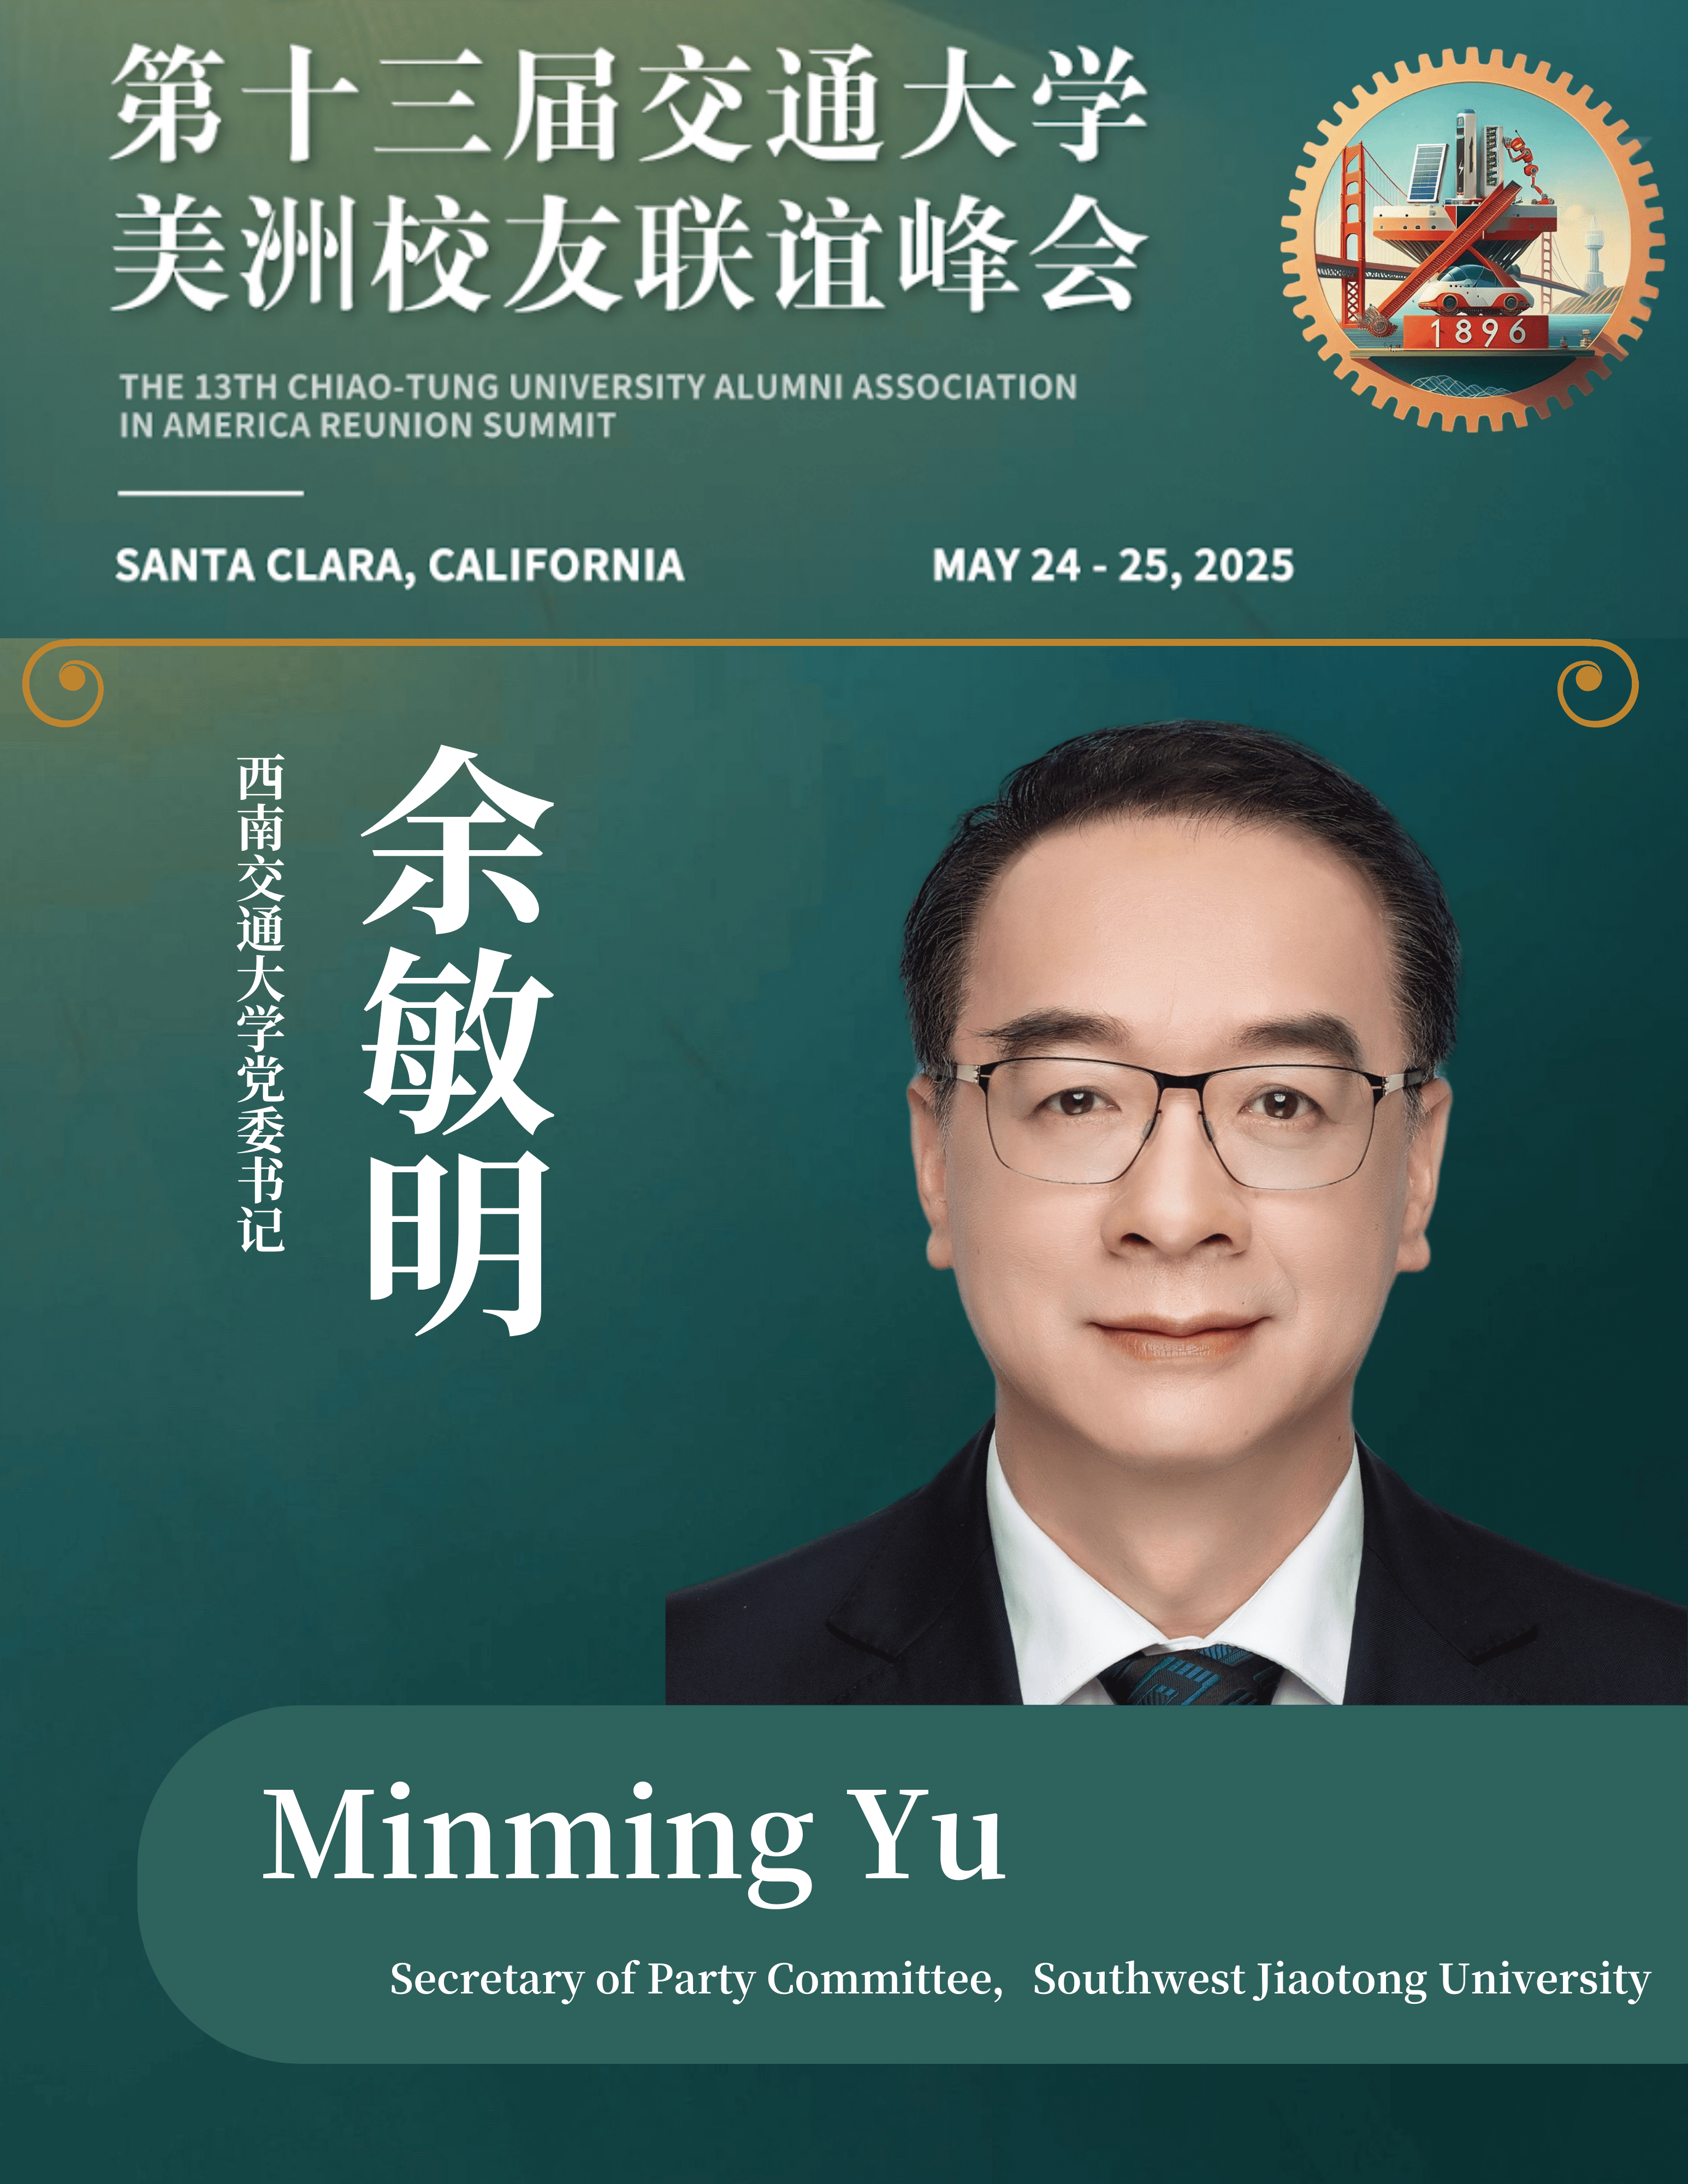 第十三届交通大学
美洲校友联谊峰会
THE 13TH CHIAO-TUNG UNIVERSITY ALUMNI ASSOCIATION
IN AMERICA REUNION SUMMIT
SANTA CLARA, CALIFORNIA
MAY 24 - 25, 2025
1896
余敏明
西南交通大学党委书记
Minming Yu
Secretary of Party Committee，Southwest Jiaotong University